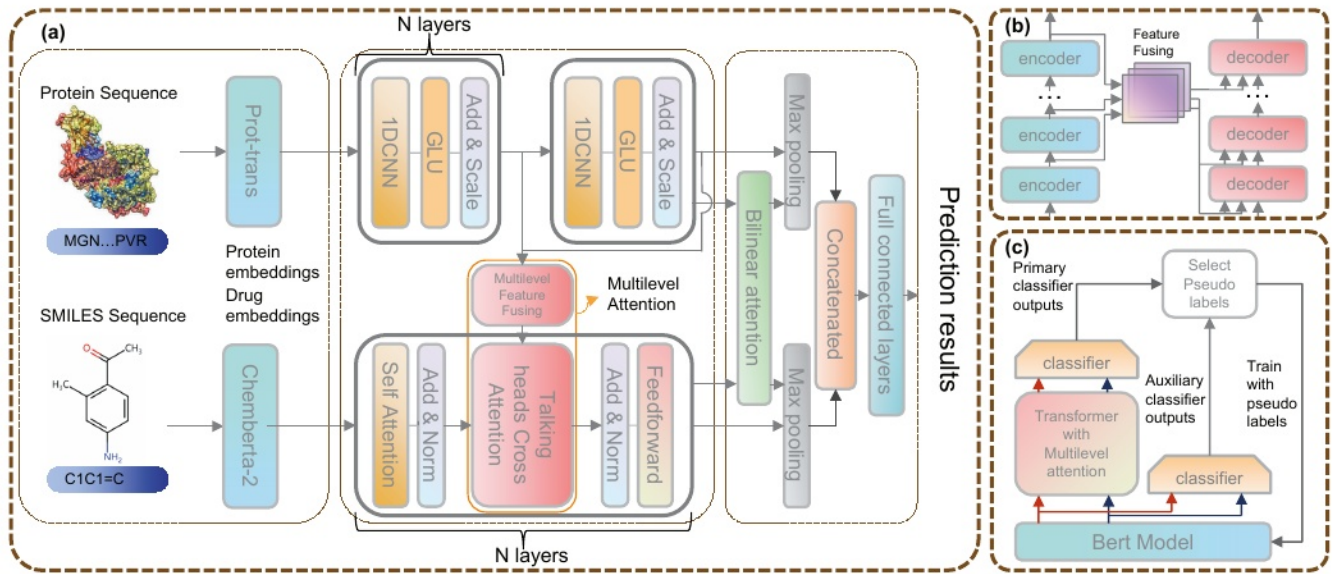 (a)
N layers
Protein Sequence
MGN...PVR
Prot-trans
Protein
embeddings
Drug
embeddings
SMILES Sequence
O
CH3
H3C
NH2
C1C1=C
Chemberta-2
1DCNN
GLU
Add & Scale
1DCNN
GLU
Add & Scale
Multilevel
Feature
Fusing
Multilevel
Attention
Self Attention
Add & Norm
Talking
heads Cross
Attention
Add & Norm
Feedforward
N layers
Max pooling
Bilinear attention
Max pooling
Concatenated
Full connected layers
Prediction results
(b)
encoder
...
encoder
encoder
Feature
Fusing
decoder
...
decoder
decoder
(c)
Primary
classifier
outputs
Select
Pseudo
labels
classifier
Auxiliary
classifier
outputs
Train
with
pseudo
labels
Transformer
with
Multilevel
attention
classifier
Bert Model